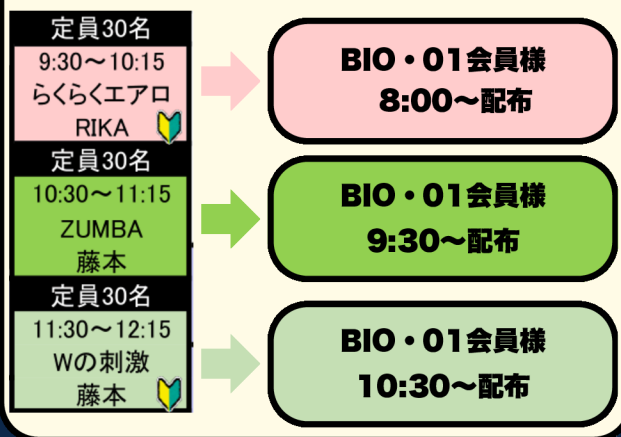 定員30名
9:30～10:15
らくらくエアロ
RIKA
BIO・01会員様
8:00～配布
定員30名
10:30～11:15
ZUMBA
藤本
BIO・01会員様
9:30～配布
定員30名
11:30～12:15
Wの刺激
藤本
BIO・01会員様
10:30～配布